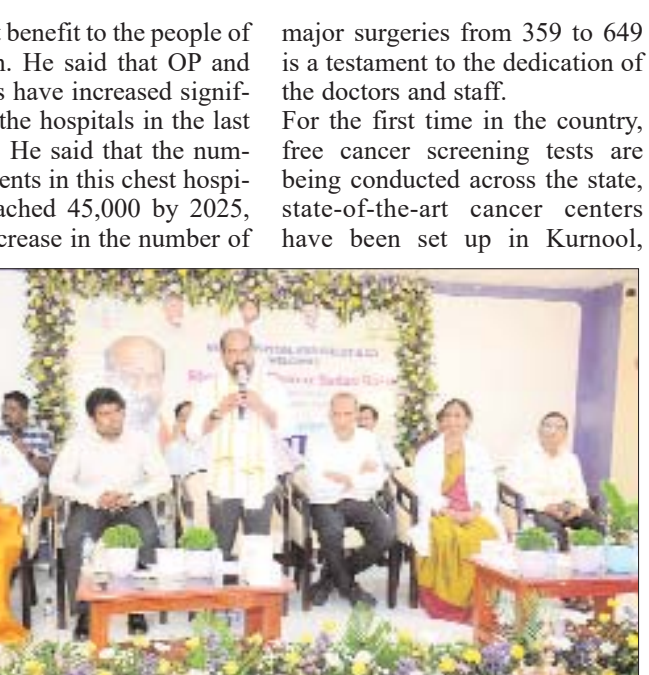 benefit to the people of
He said that OP and
have increased signif-
the hospitals in the last
He said that the num-
in this chest hospi-
45,000 by 2025,
in the number of
major surgeries from 359 to 649
is a testament to the dedication of
the doctors and staff.
For the first time in the country,
free cancer screening tests are
being conducted across the state,
state-of-the-art cancer centers
have been set up in Kurnool,